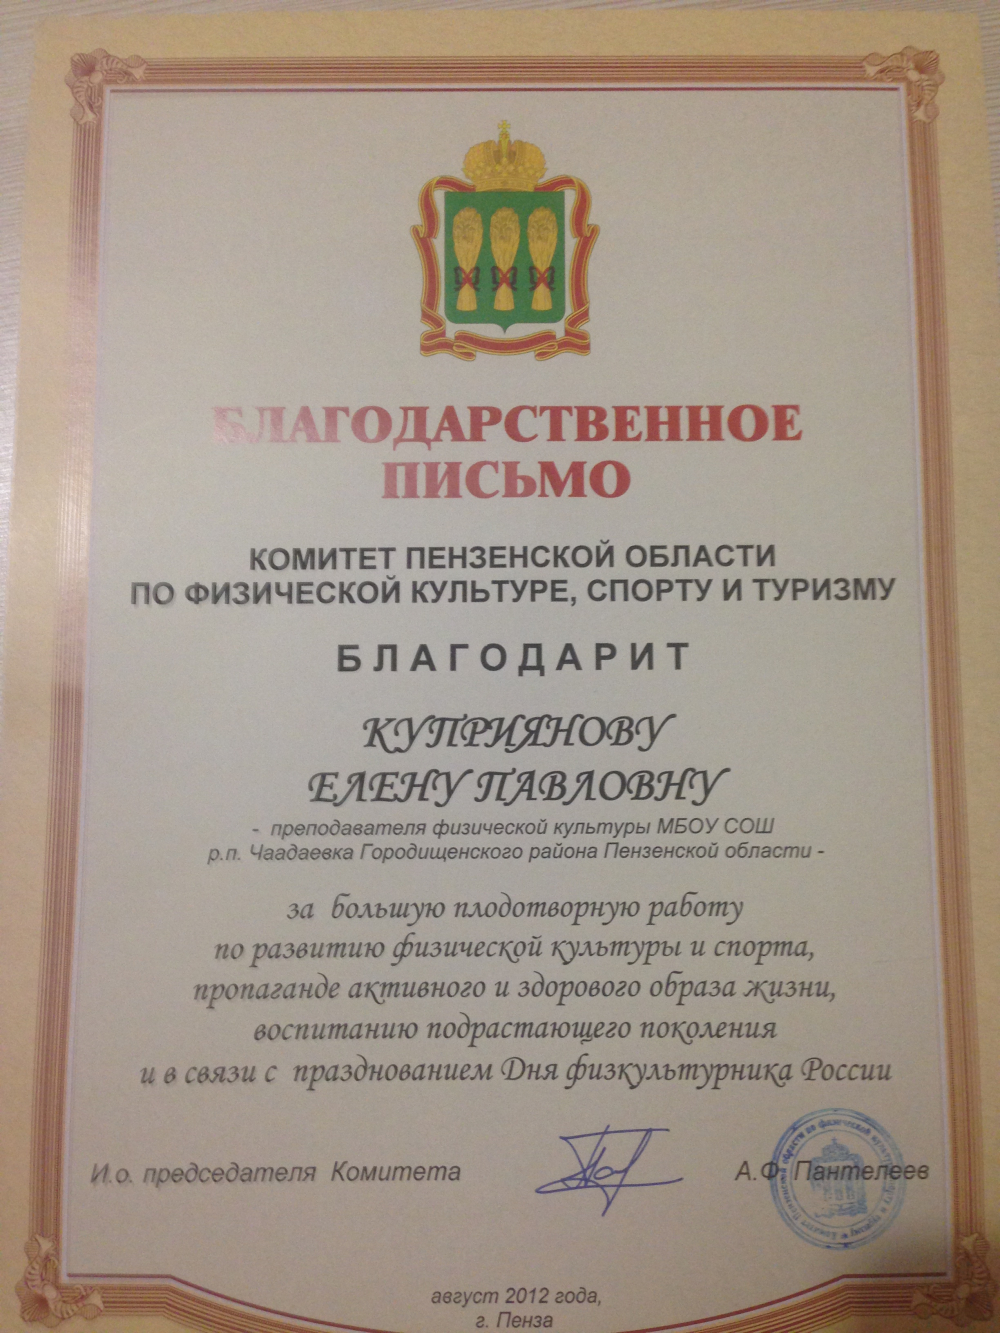 БЛАГОДАРСТВЕННОЕ
ПИСЬМО
КОМИТЕТ ПЕНЗЕНСКОЙ ОБЛАСТИ
ПО ФИЗИЧЕСКОЙ КУЛЬТУРЕ, СПОРТУ И ТУРИЗМУ
БЛАГОДАРИТ
КУПРИЯНОВУ
ЕЛЕНУ ПАВЛОВНУ
- преподавателя физической культуры МБОУ СОШ
р.п. Чаадаевка Городищенского района Пензенской области -
за большую плодотворную работу
по развитию физической культуры и спорта,
пропаганде активного и здорового образа жизни,
воспитанию подрастающего поколения
и в связи с празднованием Дня физкультурника России
И.о. председателя Комитета А.Ф. Пантелеев
август 2012 года,
г. Пенза